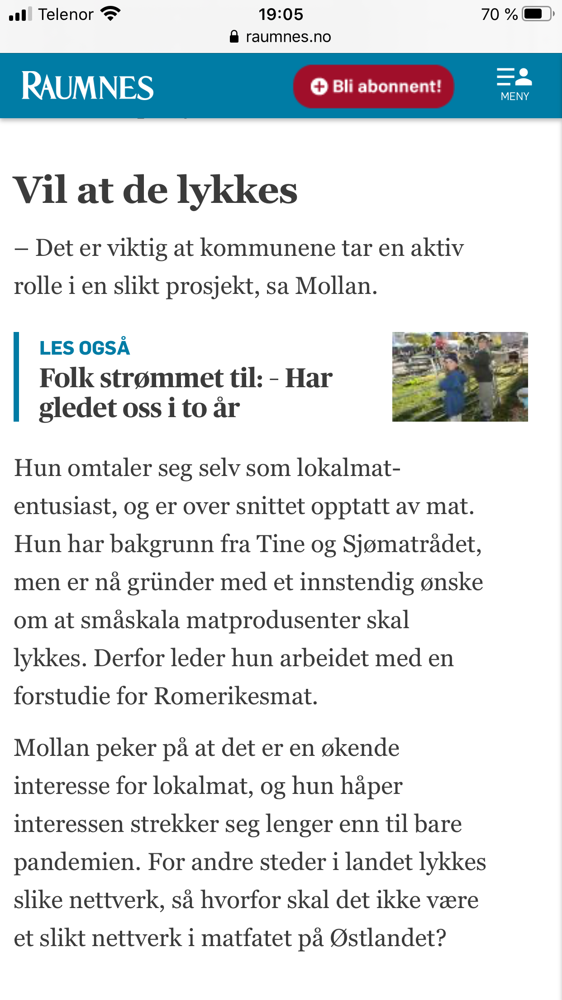 Telenor 19:05 70 %
raumnes.no
RAUMNES
Bli abonnent!
MENY
Vil at de lykkes
– Det er viktig at kommunene tar en aktiv
rolle i en slikt prosjekt, sa Mollan.
LES OGSÅ
Folk strømmet til: - Har
gledet oss i to år
Hun omtaler seg selv som lokalmat-
entusiast, og er over snittet opptatt av mat.
Hun har bakgrunn fra Tine og Sjømatrådet,
men er nå gründer med et innstendig ønske
om at småskala matprodusenter skal
lykkes. Derfor leder hun arbeidet med en
forstudie for Romerikesmat.
Mollan peker på at det er en økende
interesse for lokalmat, og hun håper
interessen strekker seg lenger enn til bare
pandemien. For andre steder i landet lykkes
slike nettverk, så hvorfor skal det ikke være
et slikt nettverk i matfatet på Østlandet?